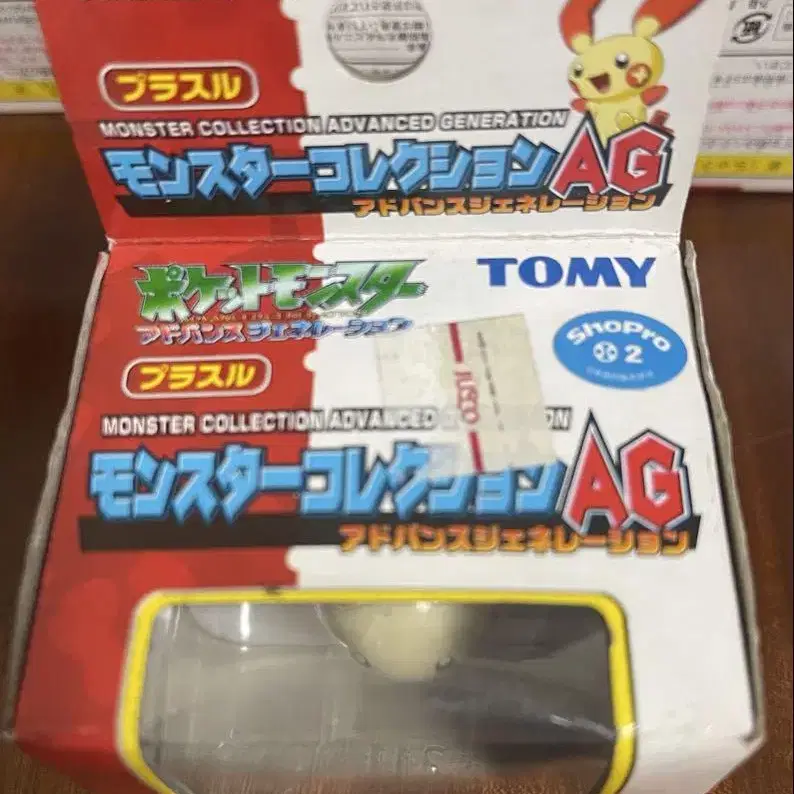 プラスル
MONSTER COLLECTION ADVANCED GENERATION
モンスターコレクションAG
アドバンスジェネレーション
ポケットモンスター
アドバンスジェネレーション
TOMY
ShoPro
2
プラスル
MONSTER COLLECTION ADVANCED
モンスターコレクションAG
アドバンスジェネレーション